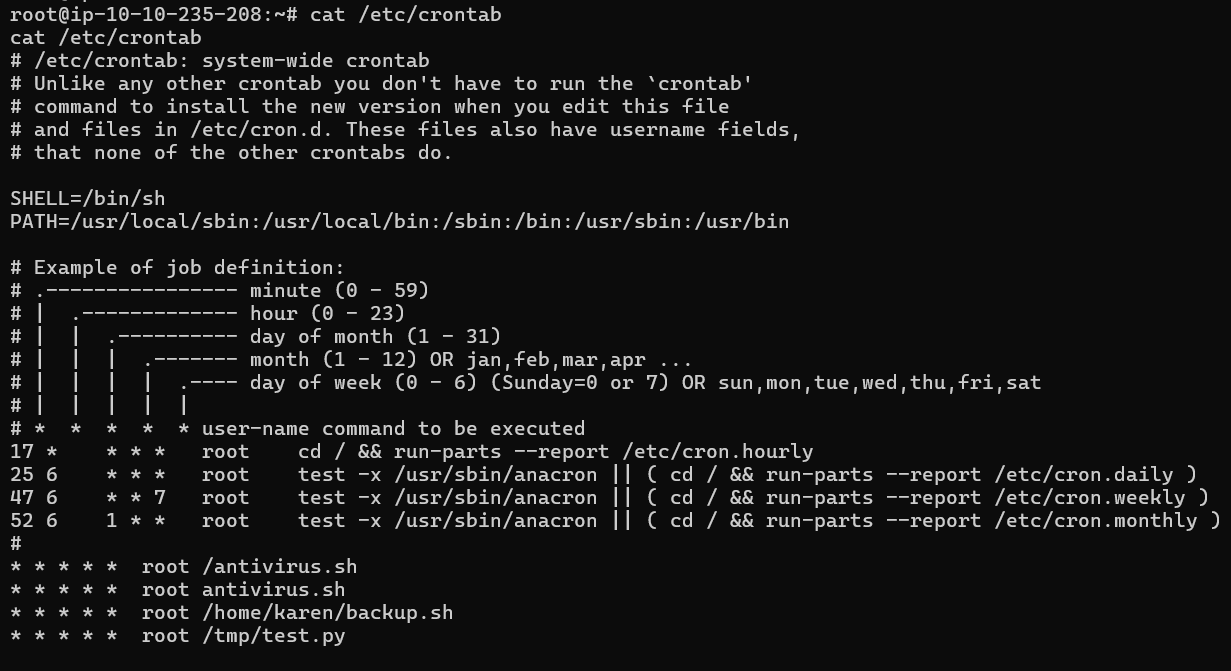 root@ip-10-10-235-208:~# cat /etc/crontab
cat /etc/crontab
# /etc/crontab: system-wide crontab
# Unlike any other crontab you don't have to run the `crontab'
# command to install the new version when you edit this file
# and files in /etc/cron.d. These files also have username fields,
# that none of the other crontabs do.

SHELL=/bin/sh
PATH=/usr/local/sbin:/usr/local/bin:/sbin:/bin:/usr/sbin:/usr/bin

# Example of job definition:
# .---------------- minute (0 - 59)
# |  .------------- hour (0 - 23)
# |  |  .---------- day of month (1 - 31)
# |  |  |  .------- month (1 - 12) OR jan,feb,mar,apr ...
# |  |  |  |  .---- day of week (0 - 6) (Sunday=0 or 7) OR sun,mon,tue,wed,thu,fri,sat
# |  |  |  |  |
# *  *  *  *  * user-name command to be executed
17 *    * * *   root    cd / && run-parts --report /etc/cron.hourly
25 6    * * *   root    test -x /usr/sbin/anacron || ( cd / && run-parts --report /etc/cron.daily )
47 6    * * 7   root    test -x /usr/sbin/anacron || ( cd / && run-parts --report /etc/cron.weekly )
52 6    1 * *   root    test -x /usr/sbin/anacron || ( cd / && run-parts --report /etc/cron.monthly )
#
* * * * *  root /antivirus.sh
* * * * *  root antivirus.sh
* * * * *  root /home/karen/backup.sh
* * * * *  root /tmp/test.py